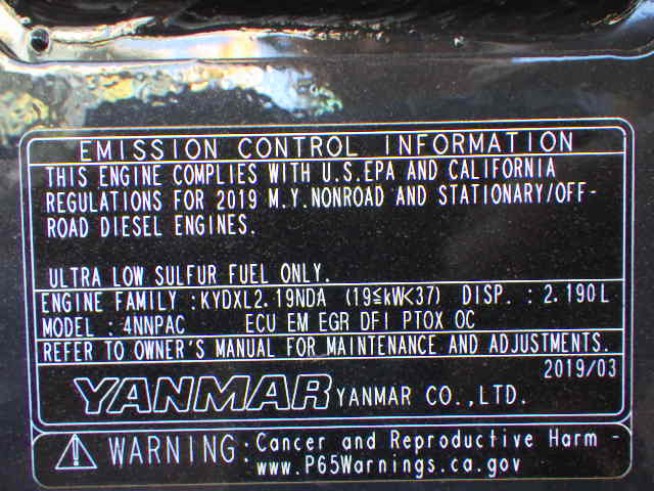 EMISSION CONTROL INFORMATION
THIS ENGINE COMPLIES WITH U.S.EPA AND CALIFORNIA
REGULATIONS FOR 2019 M.Y.NONROAD AND STATIONARY/OFF-
ROAD DIESEL ENGINES.
ULTRA LOW SULFUR FUEL ONLY.
ENGINE FAMILY :KYDXL2.19NDA (19≤kW<37) DISP. : 2.190L
MODEL : 4NNPAC ECU EM EGR DFI PTOX OC
REFER TO OWNER'S MANUAL FOR MAINTENANCE AND ADJUSTMENTS.
2019/03
YANMAR YANMAR CO.,LTD.
WARNING:Cancer and Reproductive Harm -
www.P65Warnings.ca.gov